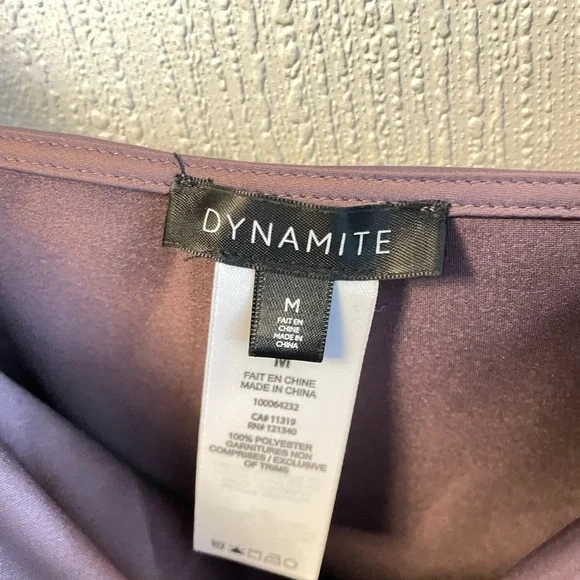 DYNAMITE
M
FAIT EN
CHINE
MADE IN
CHINA
M
FAIT EN CHINE
MADE IN CHINA
100064232
CA# 11319
RN# 121340
100% POLYESTER
GARNITURES NON
COMPRISES / EXCLUSIVE
OF TRIMS